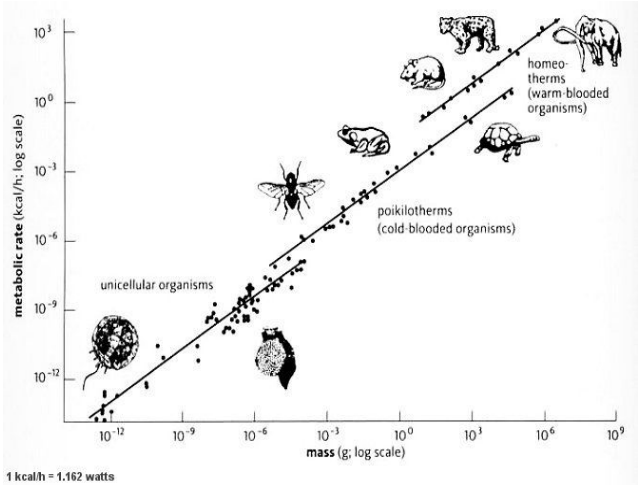 metabolic rate (kcal/h; log scale)
10³
10⁰
10⁻³
10⁻⁶
10⁻⁹
10⁻¹²
homeo-
therms
(warm-blooded
organisms)
poikilotherms
(cold-blooded organisms)
unicellular organisms
10⁻¹² 10⁻⁹ 10⁻⁶ 10⁻³ 10⁰ 10³ 10⁶ 10⁹
mass (g; log scale)
1 kcal/h = 1.162 watts